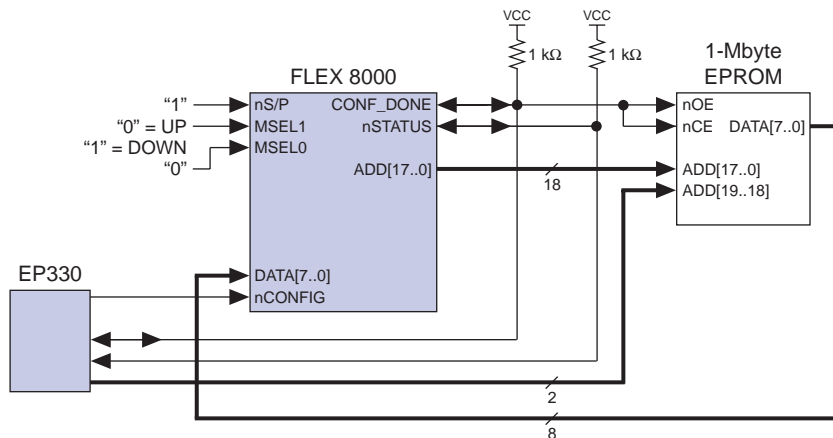 VCC
VCC
1 kΩ
1 kΩ
1-Mbyte
EPROM
FLEX 8000
“1”
nS/P
CONF_DONE
nOE
“0” = UP
MSEL1
nSTATUS
nCE
DATA[7..0]
“1” = DOWN
MSEL0
“0”
ADD[17..0]
18
ADD[17..0]
ADD[19..18]
EP330
DATA[7..0]
nCONFIG
2
8